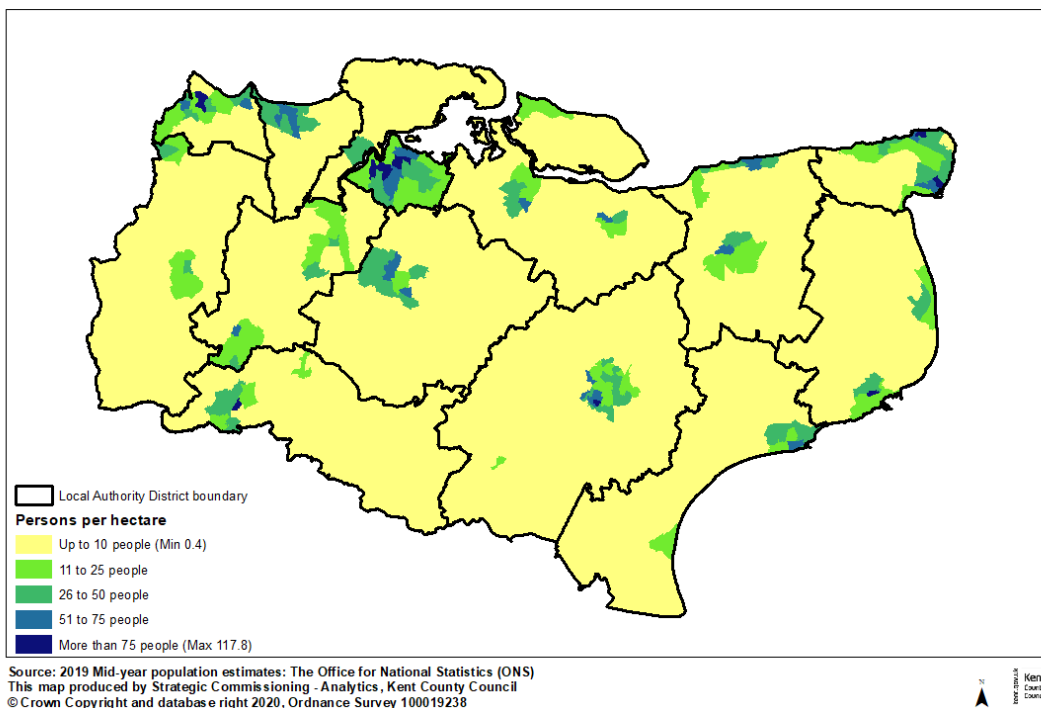 Local Authority District boundary
Persons per hectare
Up to 10 people (Min 0.4)
11 to 25 people
26 to 50 people
51 to 75 people
More than 75 people (Max 117.8)
Source: 2019 Mid-year population estimates: The Office for National Statistics (ONS)
This map produced by Strategic Commissioning - Analytics, Kent County Council
© Crown Copyright and database right 2020, Ordnance Survey 100019238
N